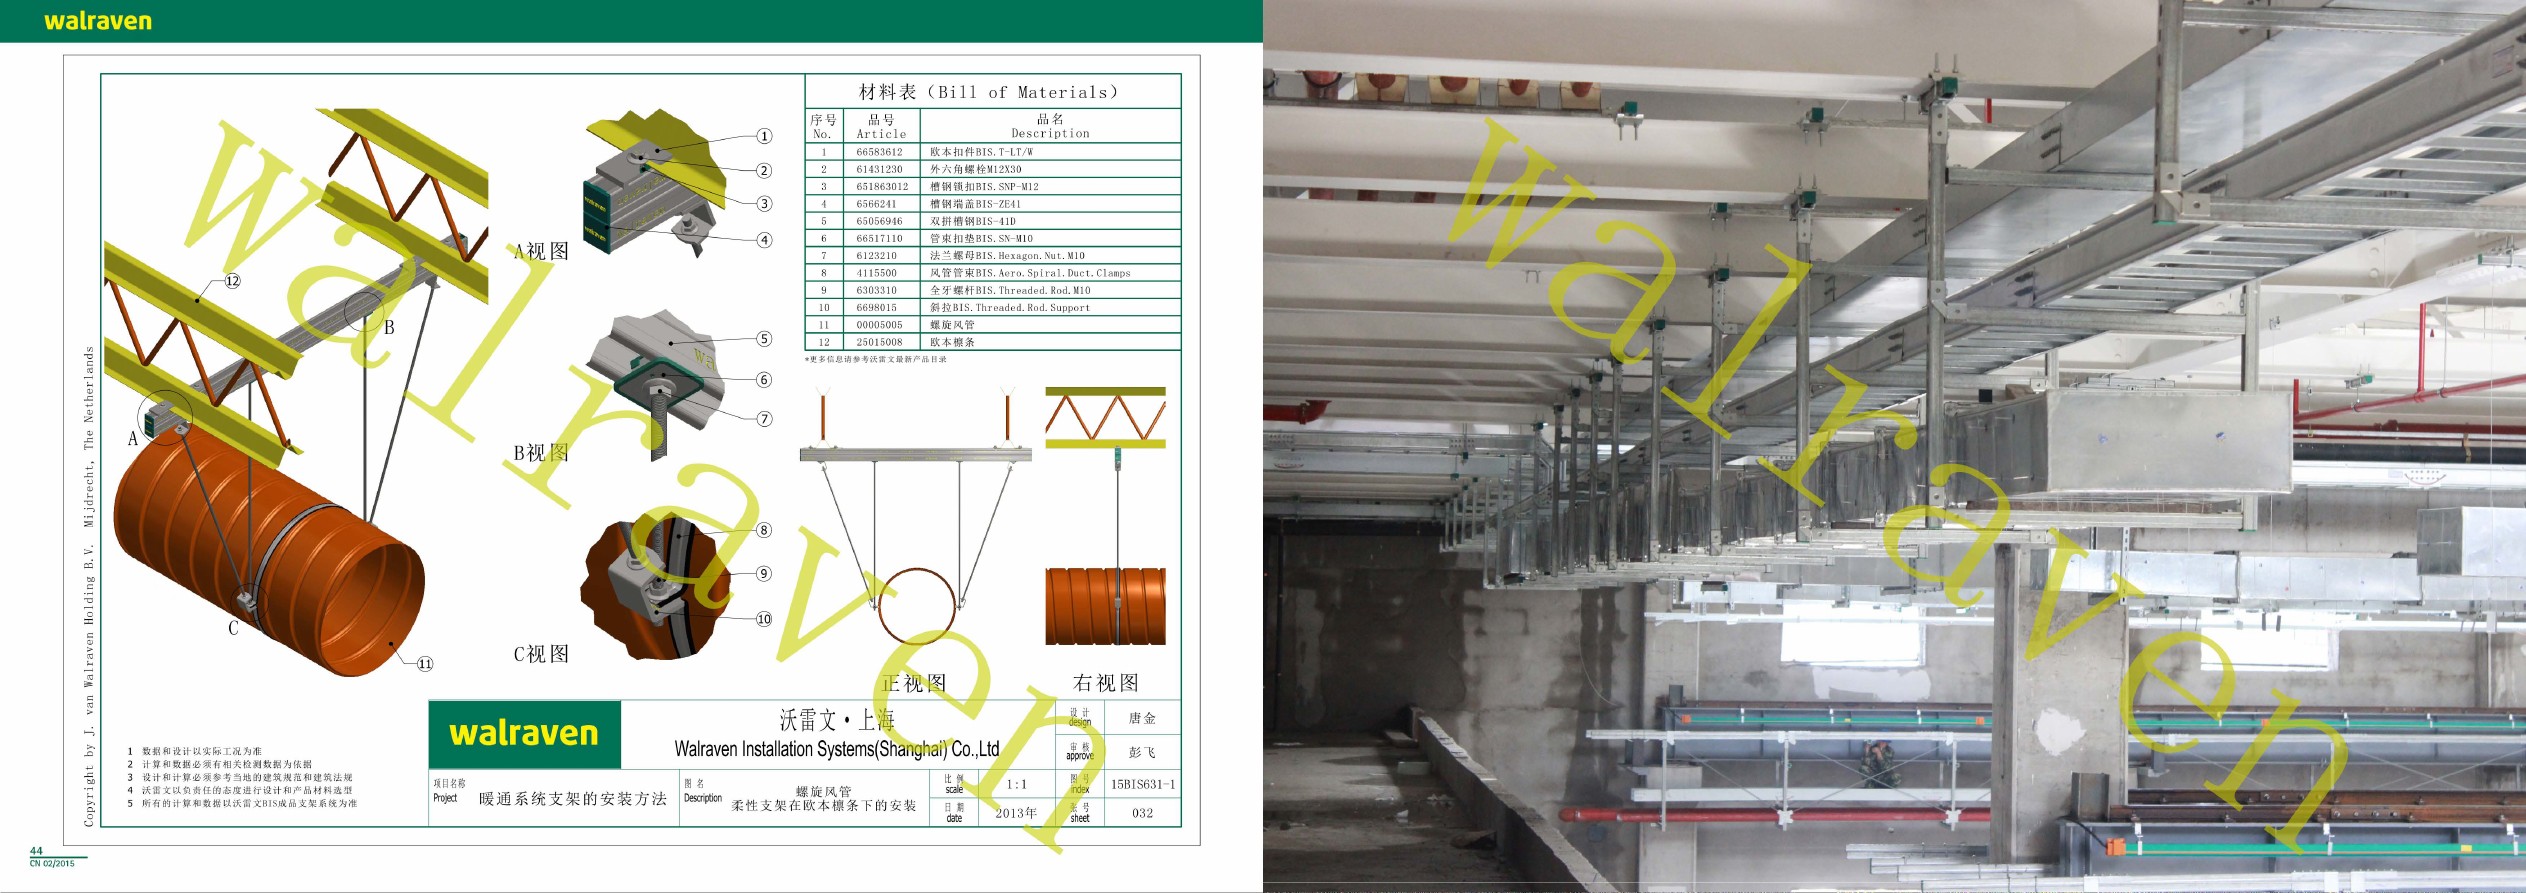 walraven
材料表（Bill of Materials）
序号 品号 品名
No. Article Description
1 66583612 欧本扣件BIS.T-LT/W
2 61431230 外六角螺栓M12X30
3 651863012 槽钢锁扣BIS.SNP-M12
4 6566241 槽钢端盖BIS-ZE41
5 65056946 双拼槽钢BIS-41D
6 66517110 管束扣垫BIS.SN-M10
7 6123210 法兰螺母BIS.Hexagon.Nut.M10
8 4115500 风管管束BIS.Aero.Spiral.Duct.Clamps
9 6303310 全牙螺杆BIS.Threaded.Rod.M10
10 6698015 斜拉BIS.Threaded.Rod.Support
11 00005005 螺旋风管
12 25015008 欧本檩条
*更多信息请参考沃雷文最新产品目录
1
2
3
4
A视图
12
B
A
C
11
5
6
7
B视图
8
9
10
C视图
正视图
右视图
walraven
walraven
wa
Copyright by J. van Walraven Holding B.V. Mijdrecht, The Netherlands
1 数据和设计以实际工况为准
2 计算和数据必须有相关检测数据为依据
3 设计和计算必须参考当地的建筑规范和建筑法规
4 沃雷文以负责任的态度进行设计和产品材料选型
5 所有的计算和数据以沃雷文BIS成品支架系统为准
walraven
沃雷文·上海
Walraven Installation Systems(Shanghai) Co.,Ltd
设计 design 唐金
审核 approve 彭飞
项目名称 Project 暖通系统支架的安装方法
图名 Description 螺旋风管
柔性支架在欧本檩条下的安装
比例 scale 1:1
图号 index 15BIS631-1
日期 date 2013年
张号 sheet 032
44
CN 02/2015
walraven
walraven